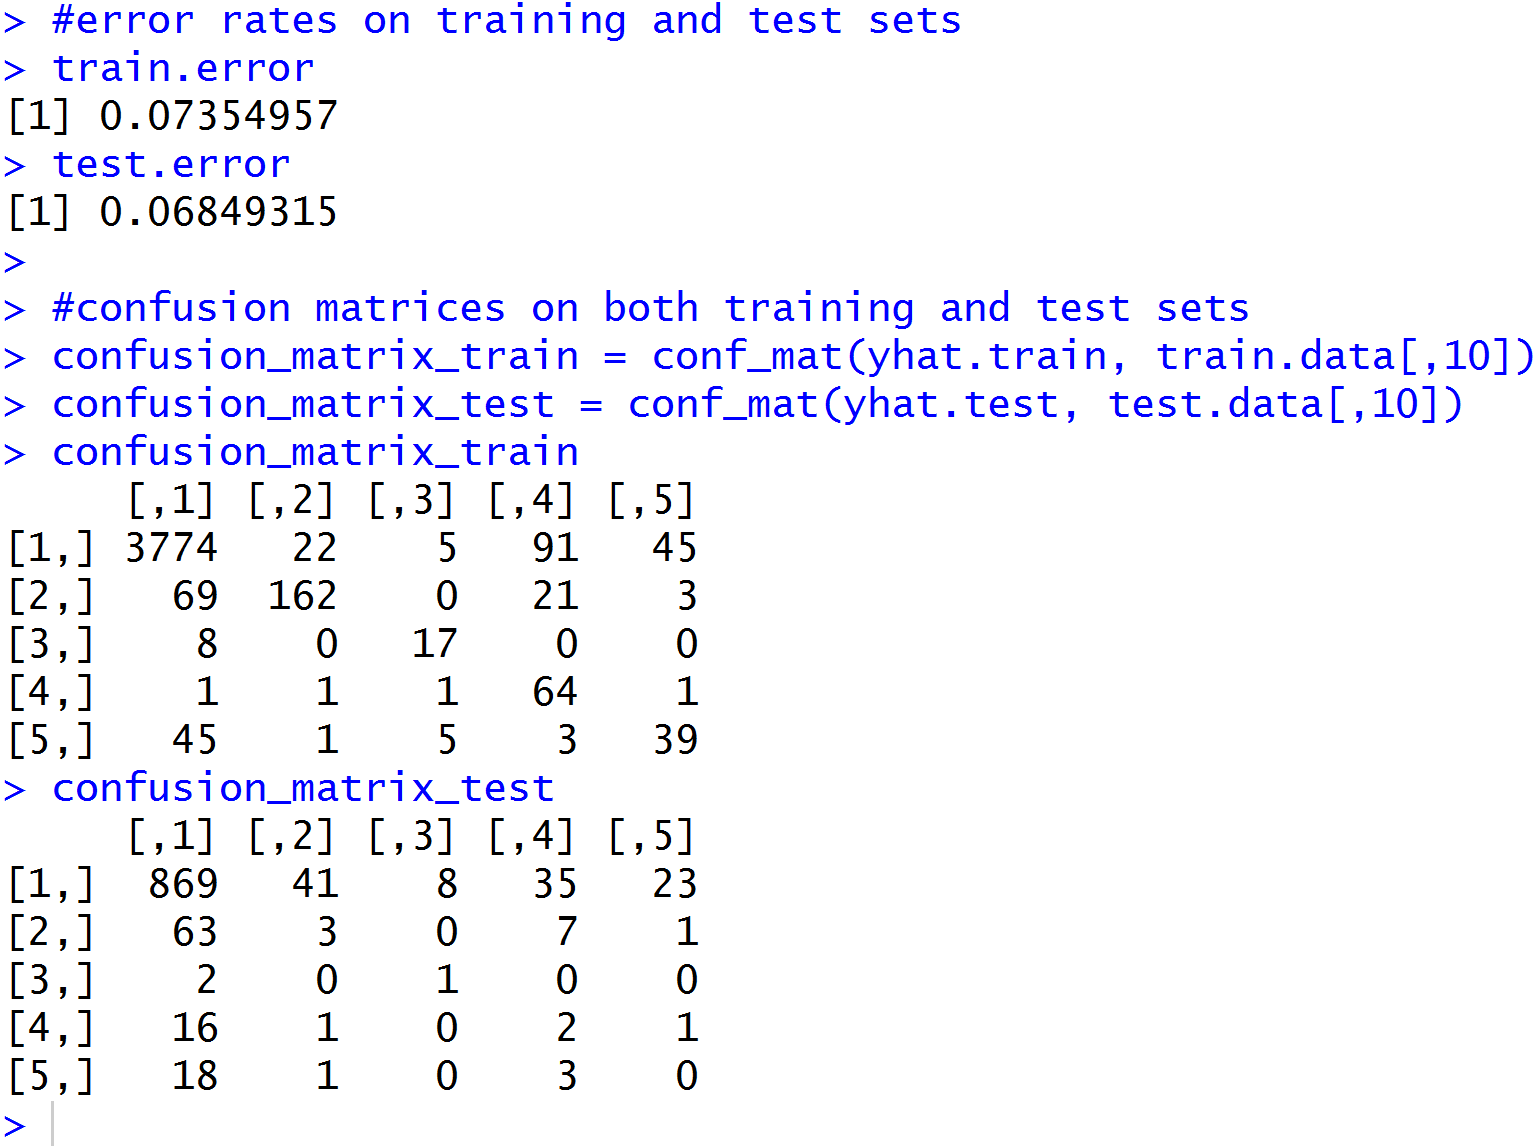 > #error rates on training and test sets
> train.error
[1] 0.07354957
> test.error
[1] 0.06849315
>
> #confusion matrices on both training and test sets
> confusion_matrix_train = conf_mat(yhat.train, train.data[,10])
> confusion_matrix_test = conf_mat(yhat.test, test.data[,10])
> confusion_matrix_train
     [,1] [,2] [,3] [,4] [,5]
[1,] 3774   22    5   91   45
[2,]   69  162    0   21    3
[3,]    8    0   17    0    0
[4,]    1    1    1   64    1
[5,]   45    1    5    3   39
> confusion_matrix_test
     [,1] [,2] [,3] [,4] [,5]
[1,]  869   41    8   35   23
[2,]   63    3    0    7    1
[3,]    2    0    1    0    0
[4,]   16    1    0    2    1
[5,]   18    1    0    3    0
>